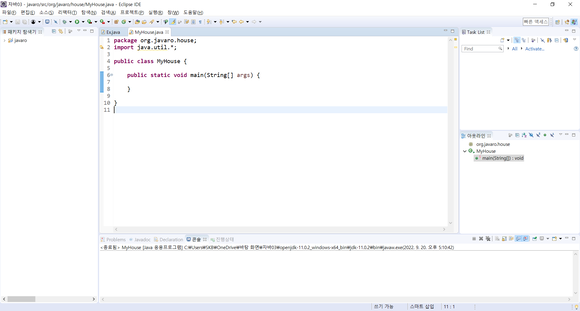 자바03 - javaro/src/org/javaro/house/MyHouse.java - Eclipse IDE
파일(F) 편집(E) 소스(S) 리팩터(T) 탐색(N) 검색(A) 프로젝트(P) 실행(R) 창(W) 도움말(H)
빠른 액세스
패키지 탐색기
javaro
Ex.java
MyHouse.java
1 package org.javaro.house;
2 import java.util.*;
3
4 public class MyHouse {
5
6 public static void main(String[] args) {
7
8 }
9
10 }
11
Task List
Find
All
Activate...
아웃라인
org.javaro.house
MyHouse
main(String[]) : void
Problems Javadoc Declaration 콘솔 진행상태
<종료됨> MyHouse [Java 응용프로그램] C:#Users#SKB#OneDrive#바탕 화면#자바03#openjdk-11.0.2_windows-x64_bin#jdk-11.0.2#bin#javaw.exe(2022. 9. 20. 오후 5:10:42)
쓰기 가능
스마트 삽입
11 : 1